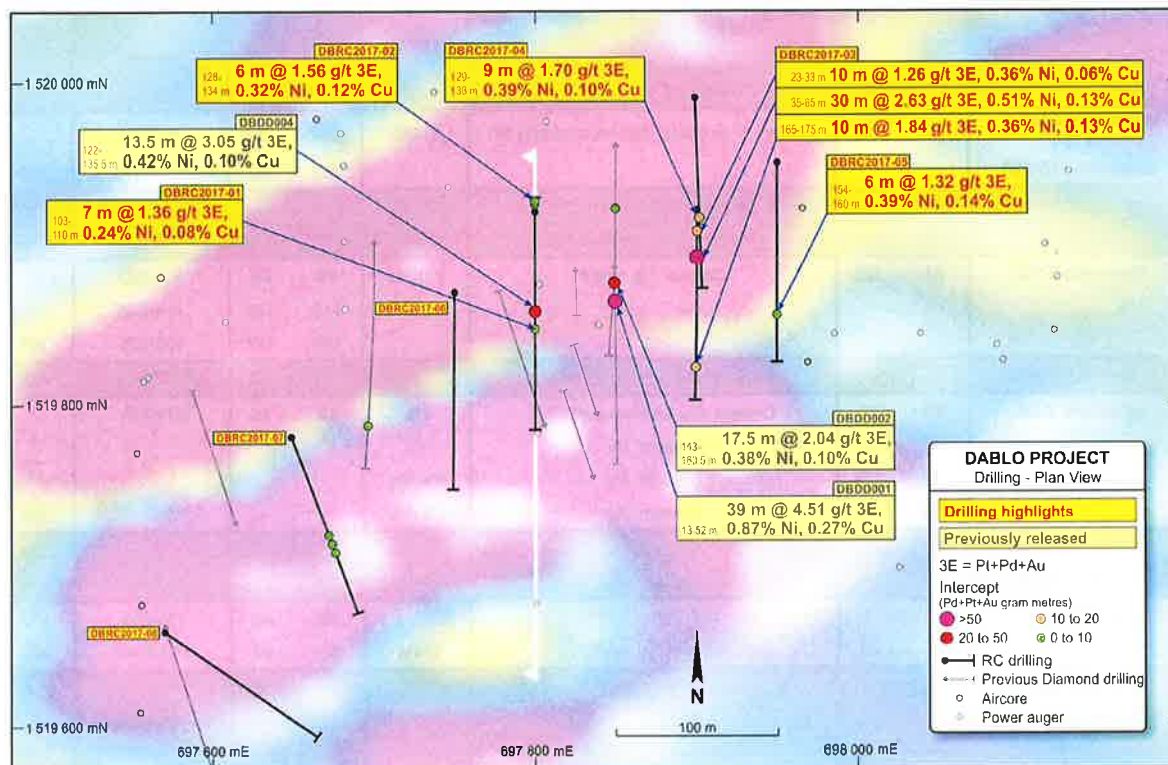 1 520 000 mN
1 519 800 mN
1 519 600 mN
697 600 mE
697 800 mE
698 000 mE
DBRC2017-02
128-
134 m
6 m @ 1.56 g/t 3E,
0.32% Ni, 0.12% Cu
DBRC2017-04
129-
138 m
9 m @ 1.70 g/t 3E,
0.39% Ni, 0.10% Cu
DBRC2017-03
23-33 m 10 m @ 1.26 g/t 3E, 0.36% Ni, 0.06% Cu
35-65 m 30 m @ 2.63 g/t 3E, 0.51% Ni, 0.13% Cu
165-175 m 10 m @ 1.84 g/t 3E, 0.36% Ni, 0.13% Cu
DBDD004
122-
135.5 m
13.5 m @ 3.05 g/t 3E,
0.42% Ni, 0.10% Cu
DBRC2017-05
154-
160 m
6 m @ 1.32 g/t 3E,
0.39% Ni, 0.14% Cu
DBRC2017-01
103-
110 m
7 m @ 1.36 g/t 3E,
0.24% Ni, 0.08% Cu
DBRC2017-06
DBRC2017-07
DBDD002
143-
160.5 m
17.5 m @ 2.04 g/t 3E,
0.38% Ni, 0.10% Cu
DBDD001
13-52 m
39 m @ 4.51 g/t 3E,
0.87% Ni, 0.27% Cu
DBRC2017-08
N
100 m
DABLO PROJECT
Drilling - Plan View
Drilling highlights
Previously released
3E = Pt+Pd+Au
Intercept
(Pd+Pt+Au gram metres)
>50
10 to 20
20 to 50
0 to 10
RC drilling
Previous Diamond drilling
Aircore
Power auger